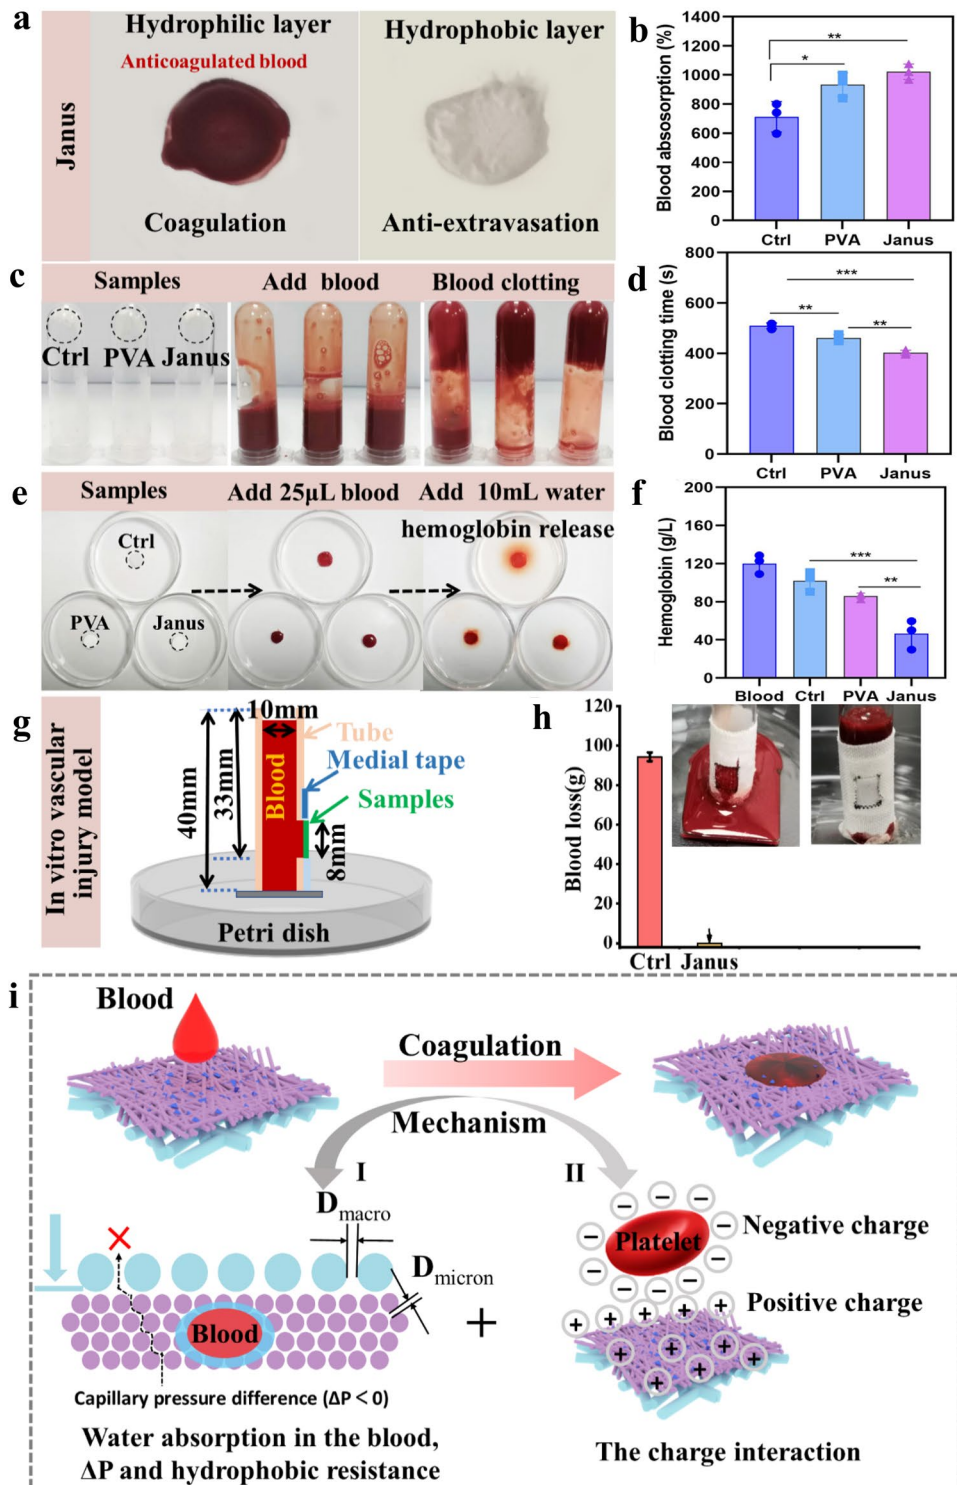 a
Hydrophilic layer
Anticoagulated blood
Hydrophobic layer
Janus
Coagulation
Anti-extravasation
b
Blood abososorption (%)
1400
1200
1000
800
600
400
200
0
**
*
Ctrl PVA Janus
c
Samples
Add blood
Blood clotting
Ctrl PVA Janus
d
Blood clotting time (s)
800
600
400
200
0
***
**
**
Ctrl PVA Janus
e
Samples
Add 25μL blood
Add 10mL water
hemoglobin release
Ctrl
PVA
Janus
f
Hemoglobin (g/L)
200
160
120
80
40
0
***
**
Blood Ctrl PVA Janus
g
In vitro vascular
injury model
10mm
Tube
Medial tape
Samples
Blood
40mm
33mm
8mm
Petri dish
h
Blood loss(g)
120
100
80
60
40
20
0
Ctrl Janus
i
Blood
Coagulation
Mechanism
I
II
Dmacro
Dmicron
Blood
Capillary pressure difference (ΔP < 0)
Water absorption in the blood,
ΔP and hydrophobic resistance
+
Platelet
Negative charge
Positive charge
The charge interaction